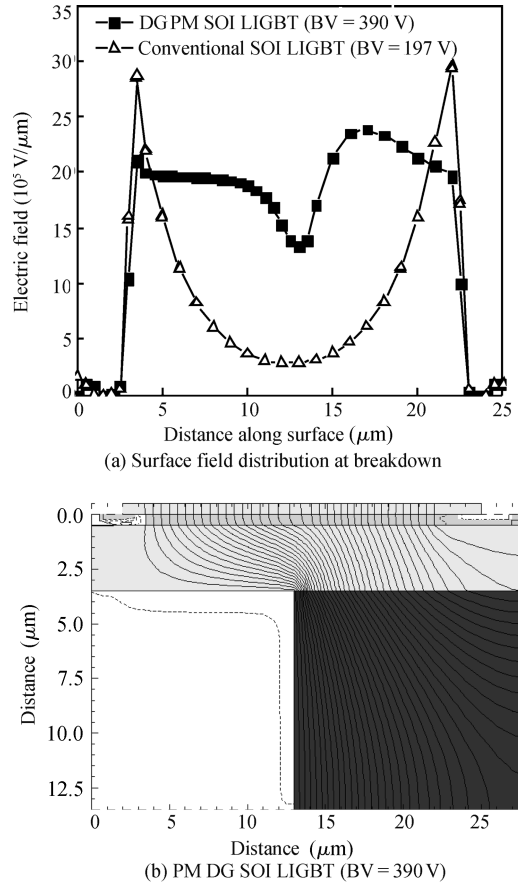 35
30
25
20
15
10
5
0
Electric field (10⁵ V/μm)
DG PM SOI LIGBT (BV = 390 V)
Conventional SOI LIGBT (BV = 197 V)
0 5 10 15 20 25
Distance along surface (μm)
(a) Surface field distribution at breakdown
0.0
2.5
5.0
7.5
10.0
12.5
Distance (μm)
0 5 10 15 20 25
Distance (μm)
(b) PM DG SOI LIGBT (BV = 390 V)